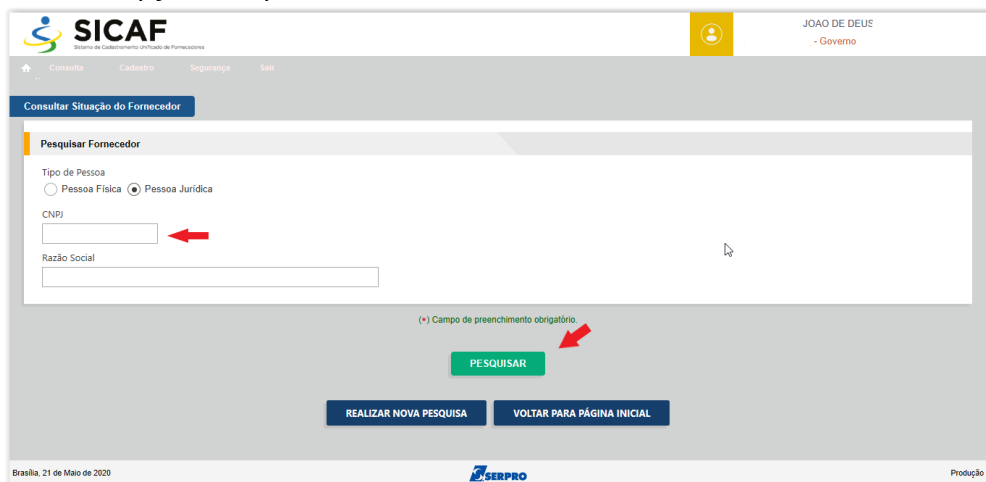 SICAF
Sistema de Cadastramento Unificado de Fornecedores
JOAO DE DEUS
- Governo
Consulta Cadastro Segurança Sair
Consultar Situação do Fornecedor
Pesquisar Fornecedor
Tipo de Pessoa
Pessoa Física Pessoa Jurídica
CNPJ
Razão Social
(*) Campo de preenchimento obrigatório.
PESQUISAR
REALIZAR NOVA PESQUISA VOLTAR PARA PÁGINA INICIAL
Brasília, 21 de Maio de 2020 SERPRO Produção